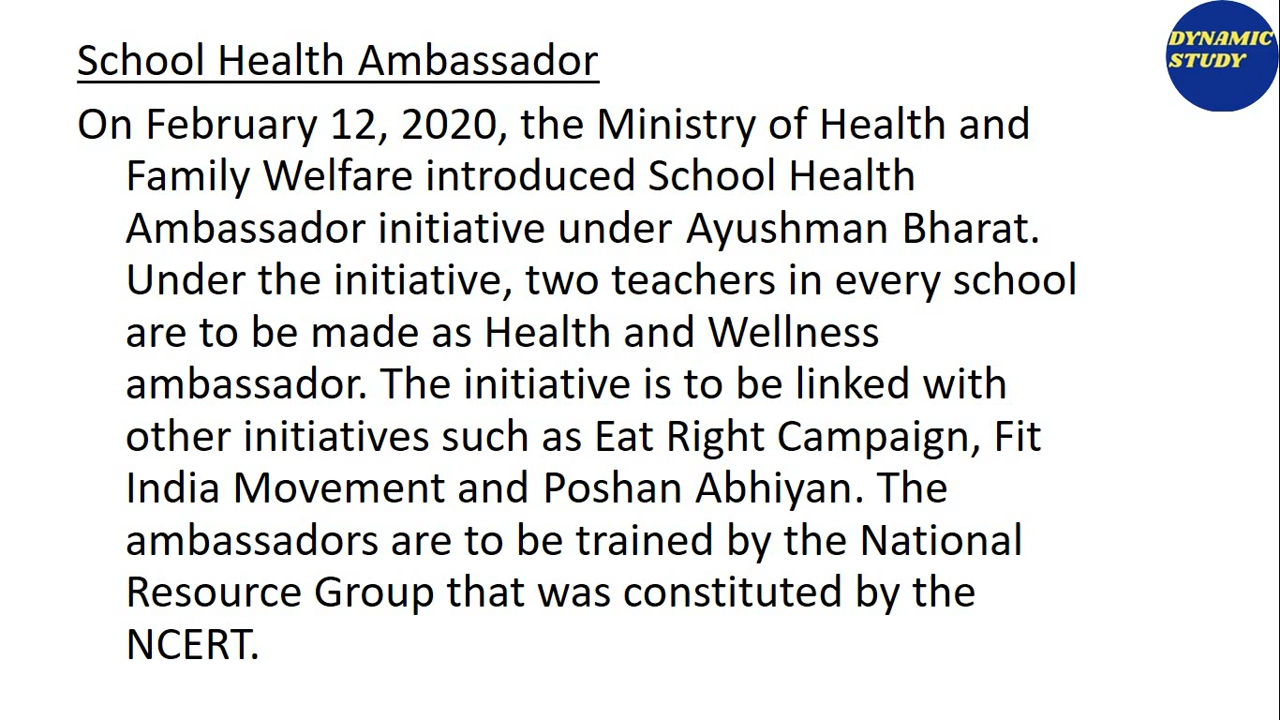 School Health Ambassador
DYNAMIC
STUDY
On February 12, 2020, the Ministry of Health and
Family Welfare introduced School Health
Ambassador initiative under Ayushman Bharat.
Under the initiative, two teachers in every school
are to be made as Health and Wellness
ambassador. The initiative is to be linked with
other initiatives such as Eat Right Campaign, Fit
India Movement and Poshan Abhiyan. The
ambassadors are to be trained by the National
Resource Group that was constituted by the
NCERT.